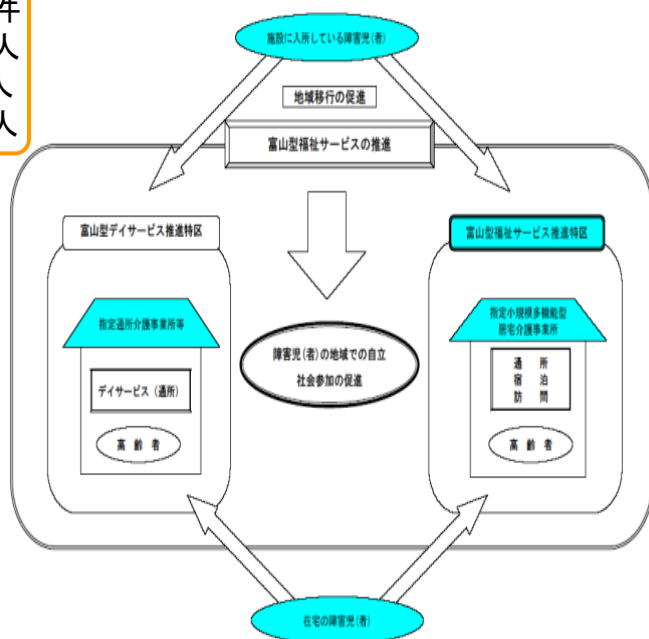 件
人
人
人
施設に入所している障害児(者)
地域移行の促進
富山型福祉サービスの推進
富山型デイサービス推進特区
富山型福祉サービス推進特区
指定通所介護事業所等
デイサービス(通所)
高 齢 者
障害児(者)の地域での自立
社会参加の促進
指定小規模多機能型
居宅介護事業所
通 所
宿 泊
訪 問
高 齢 者
在宅の障害児(者)